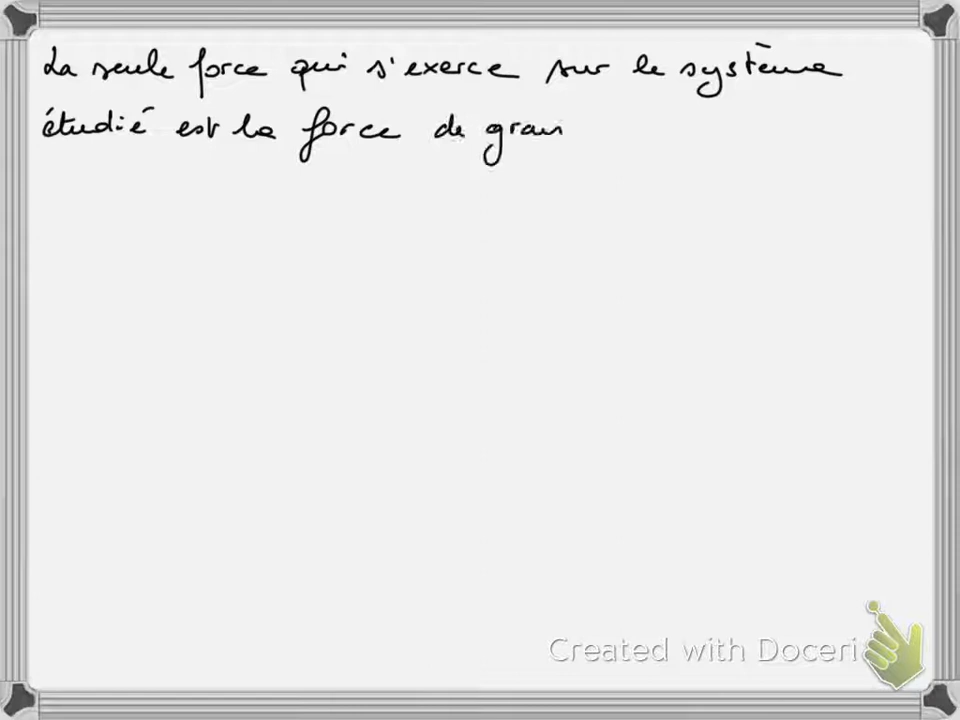 La seule force qui s'exerce sur le système
étudié est la force de grav
Created with Doceri